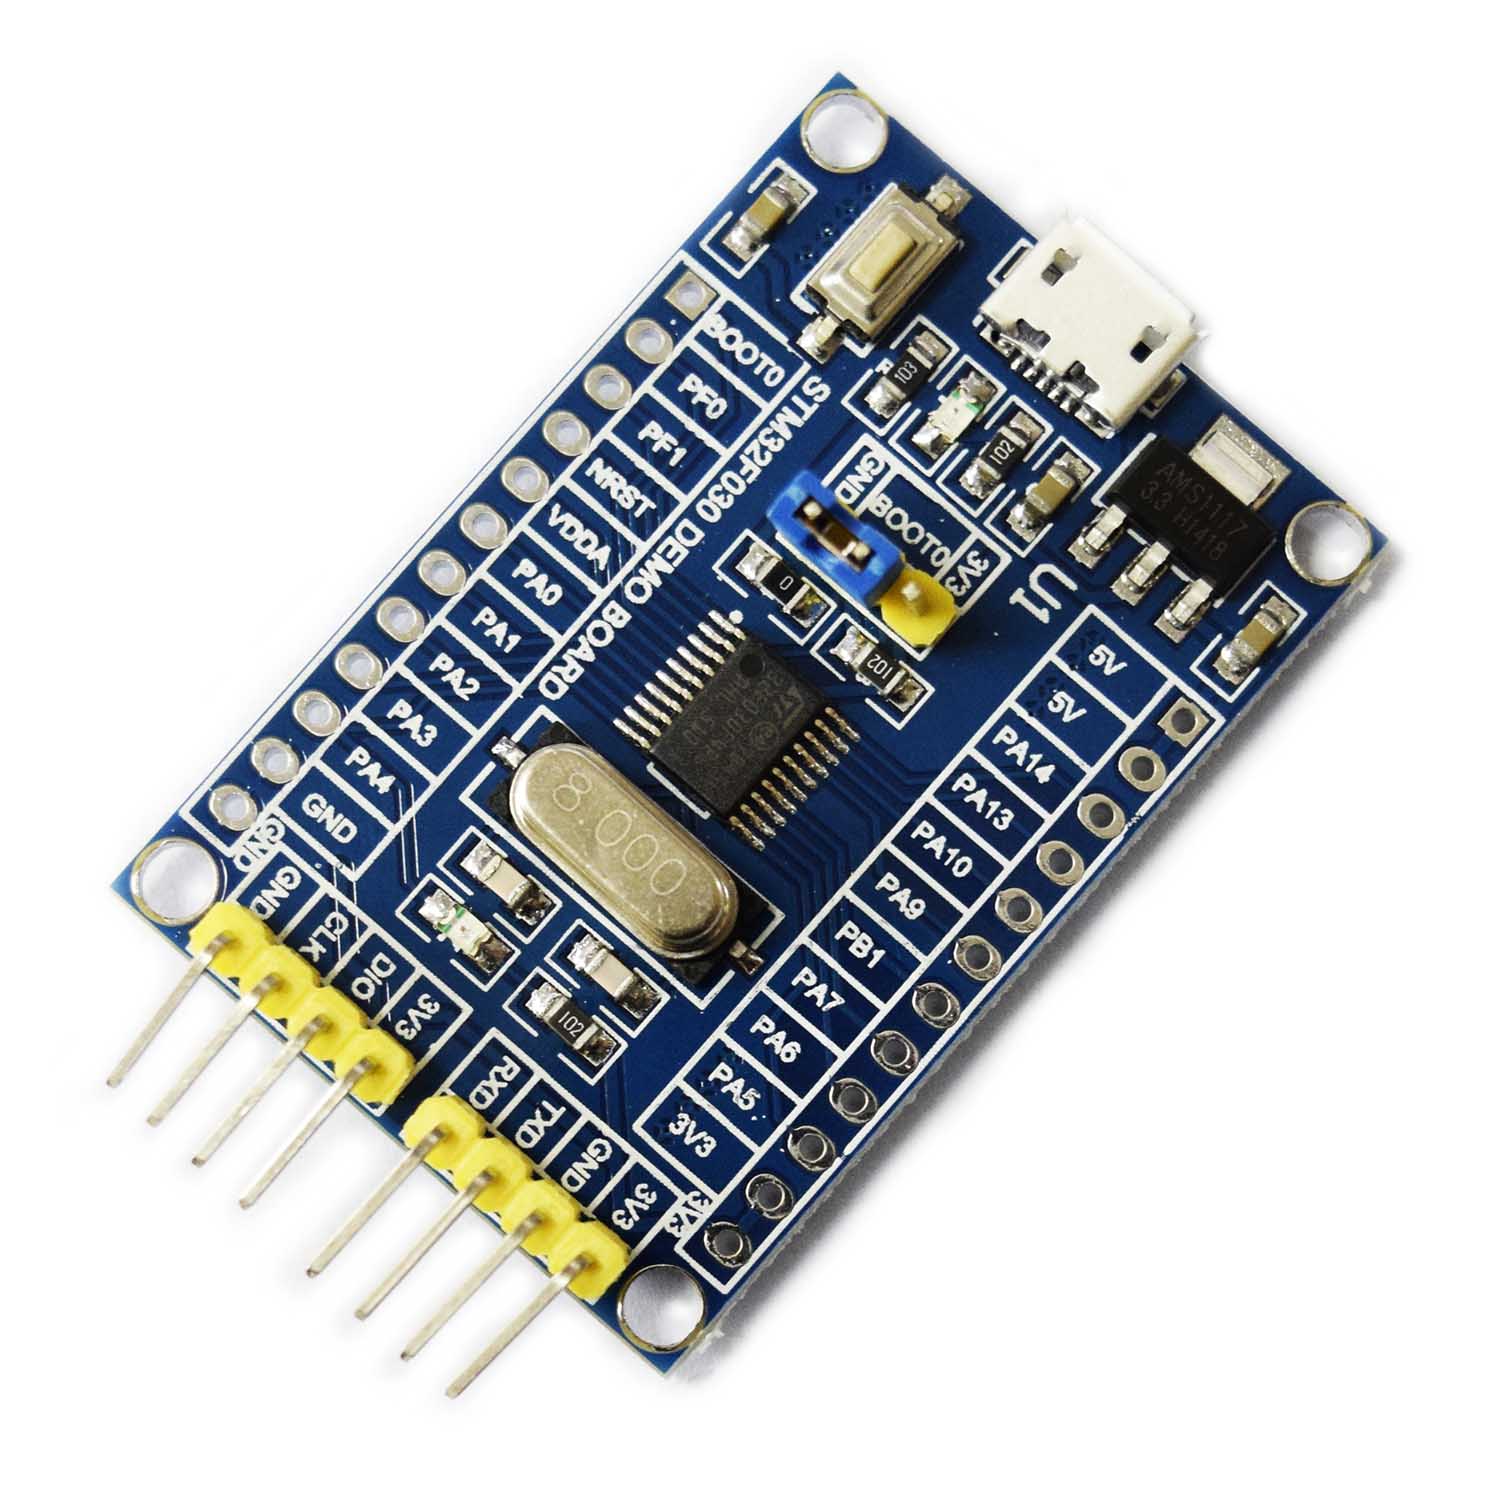 BOOT0
PF0
PF1
NRST
VDDA
PA0
PA1
PA2
PA3
PA4
GND
GND
STM32F030 DEMO BOARD
103
102
GND
BOOT0
3V3
0
102
U1
AMS1117
3.3 H1418
8.000
102
5V
5V
PA14
PA13
PA10
PA9
PB1
PA7
PA6
PA5
3V3
3V3
GND
CLK
DIO
3V3
RXD
TXD
GND
3V3